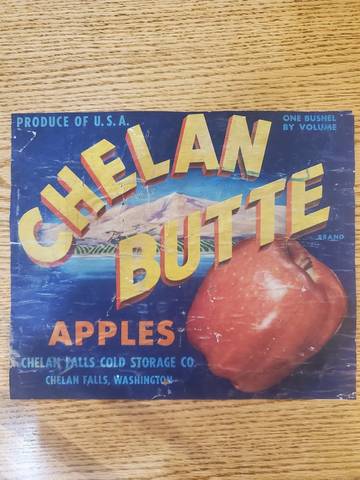 PRODUCE OF U.S.A.
ONE BUSHEL
BY VOLUME
CHELAN
BUTTE
BRAND
APPLES
CHELAN FALLS COLD STORAGE CO.
CHELAN FALLS, WASHINGTON